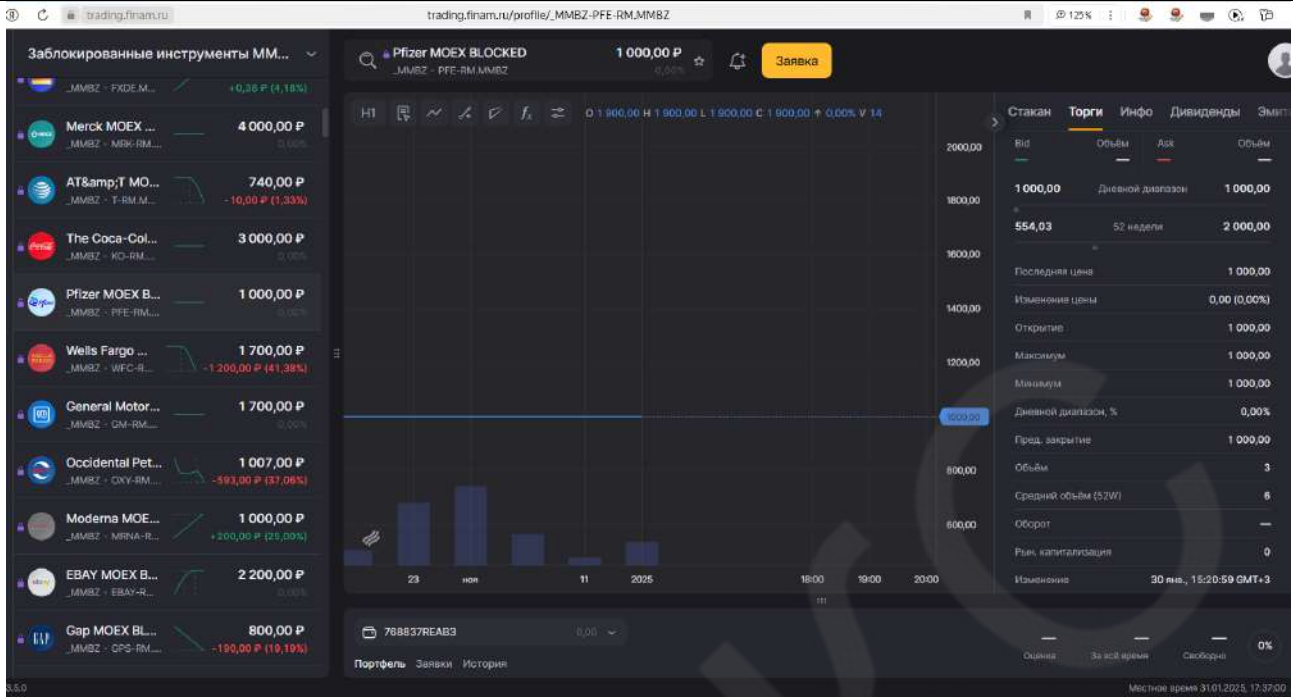 trading.finam.ru
trading.finam.ru/profile/_MMBZ-PFE-RM.MMBZ
125%
Заблокированные инструменты ММ...
_MMBZ · FXDE.M...
+0,38 ₽ (4,18%)
Merck MOEX ...
4 000,00 ₽
_MMBZ · MRK-RM....
0,00%
AT&amp;T MO...
740,00 ₽
_MMBZ · T-RM.M...
-10,00 ₽ (1,33%)
The Coca-Col...
3 000,00 ₽
_MMBZ · KO-RM....
0,00%
Pfizer MOEX B...
1 000,00 ₽
_MMBZ · PFE-RM....
0,00%
Wells Fargo ...
1 700,00 ₽
_MMBZ · WFC-R...
-1 200,00 ₽ (41,38%)
General Motor...
1 700,00 ₽
_MMBZ · GM-RM....
0,00%
Occidental Pet...
1 007,00 ₽
_MMBZ · OXY-RM....
-593,00 ₽ (37,06%)
Moderna MOE...
1 000,00 ₽
_MMBZ · MRNA-R...
+200,00 ₽ (25,00%)
EBAY MOEX B...
2 200,00 ₽
_MMBZ · EBAY-R...
0,00%
Gap MOEX BL...
800,00 ₽
_MMBZ · GPS-RM....
-190,00 ₽ (19,19%)
3.5.0
Pfizer MOEX BLOCKED
1 000,00 ₽
_MMBZ · PFE-RM.MMBZ
0,00%
Заявка
H1
O 1 900,00 H 1 900,00 L 1 900,00 C 1 900,00 ↑ 0,00% V 14
2000,00
1800,00
1600,00
1400,00
1200,00
1000,00
800,00
600,00
23 ноя 11 2025 18:00 19:00 20:00
768837REAB3
0,00
Портфель Заявки История
Стакан Торги Инфо Дивиденды Эмит
Bid Объём Ask Объём
1 000,00 Дневной диапазон 1 000,00
554,03 52 недели 2 000,00
Последняя цена 1 000,00
Изменение цены 0,00 (0,00%)
Открытие 1 000,00
Максимум 1 000,00
Минимум 1 000,00
Дневной диапазон, % 0,00%
Пред. закрытие 1 000,00
Объём 3
Средний объём (52W) 6
Оборот —
Рын. капитализация 0
Изменение 30 янв., 15:20:59 GMT+3
Оценка За всё время Свободно 0%
Местное время 31.01.2025, 17:37:00